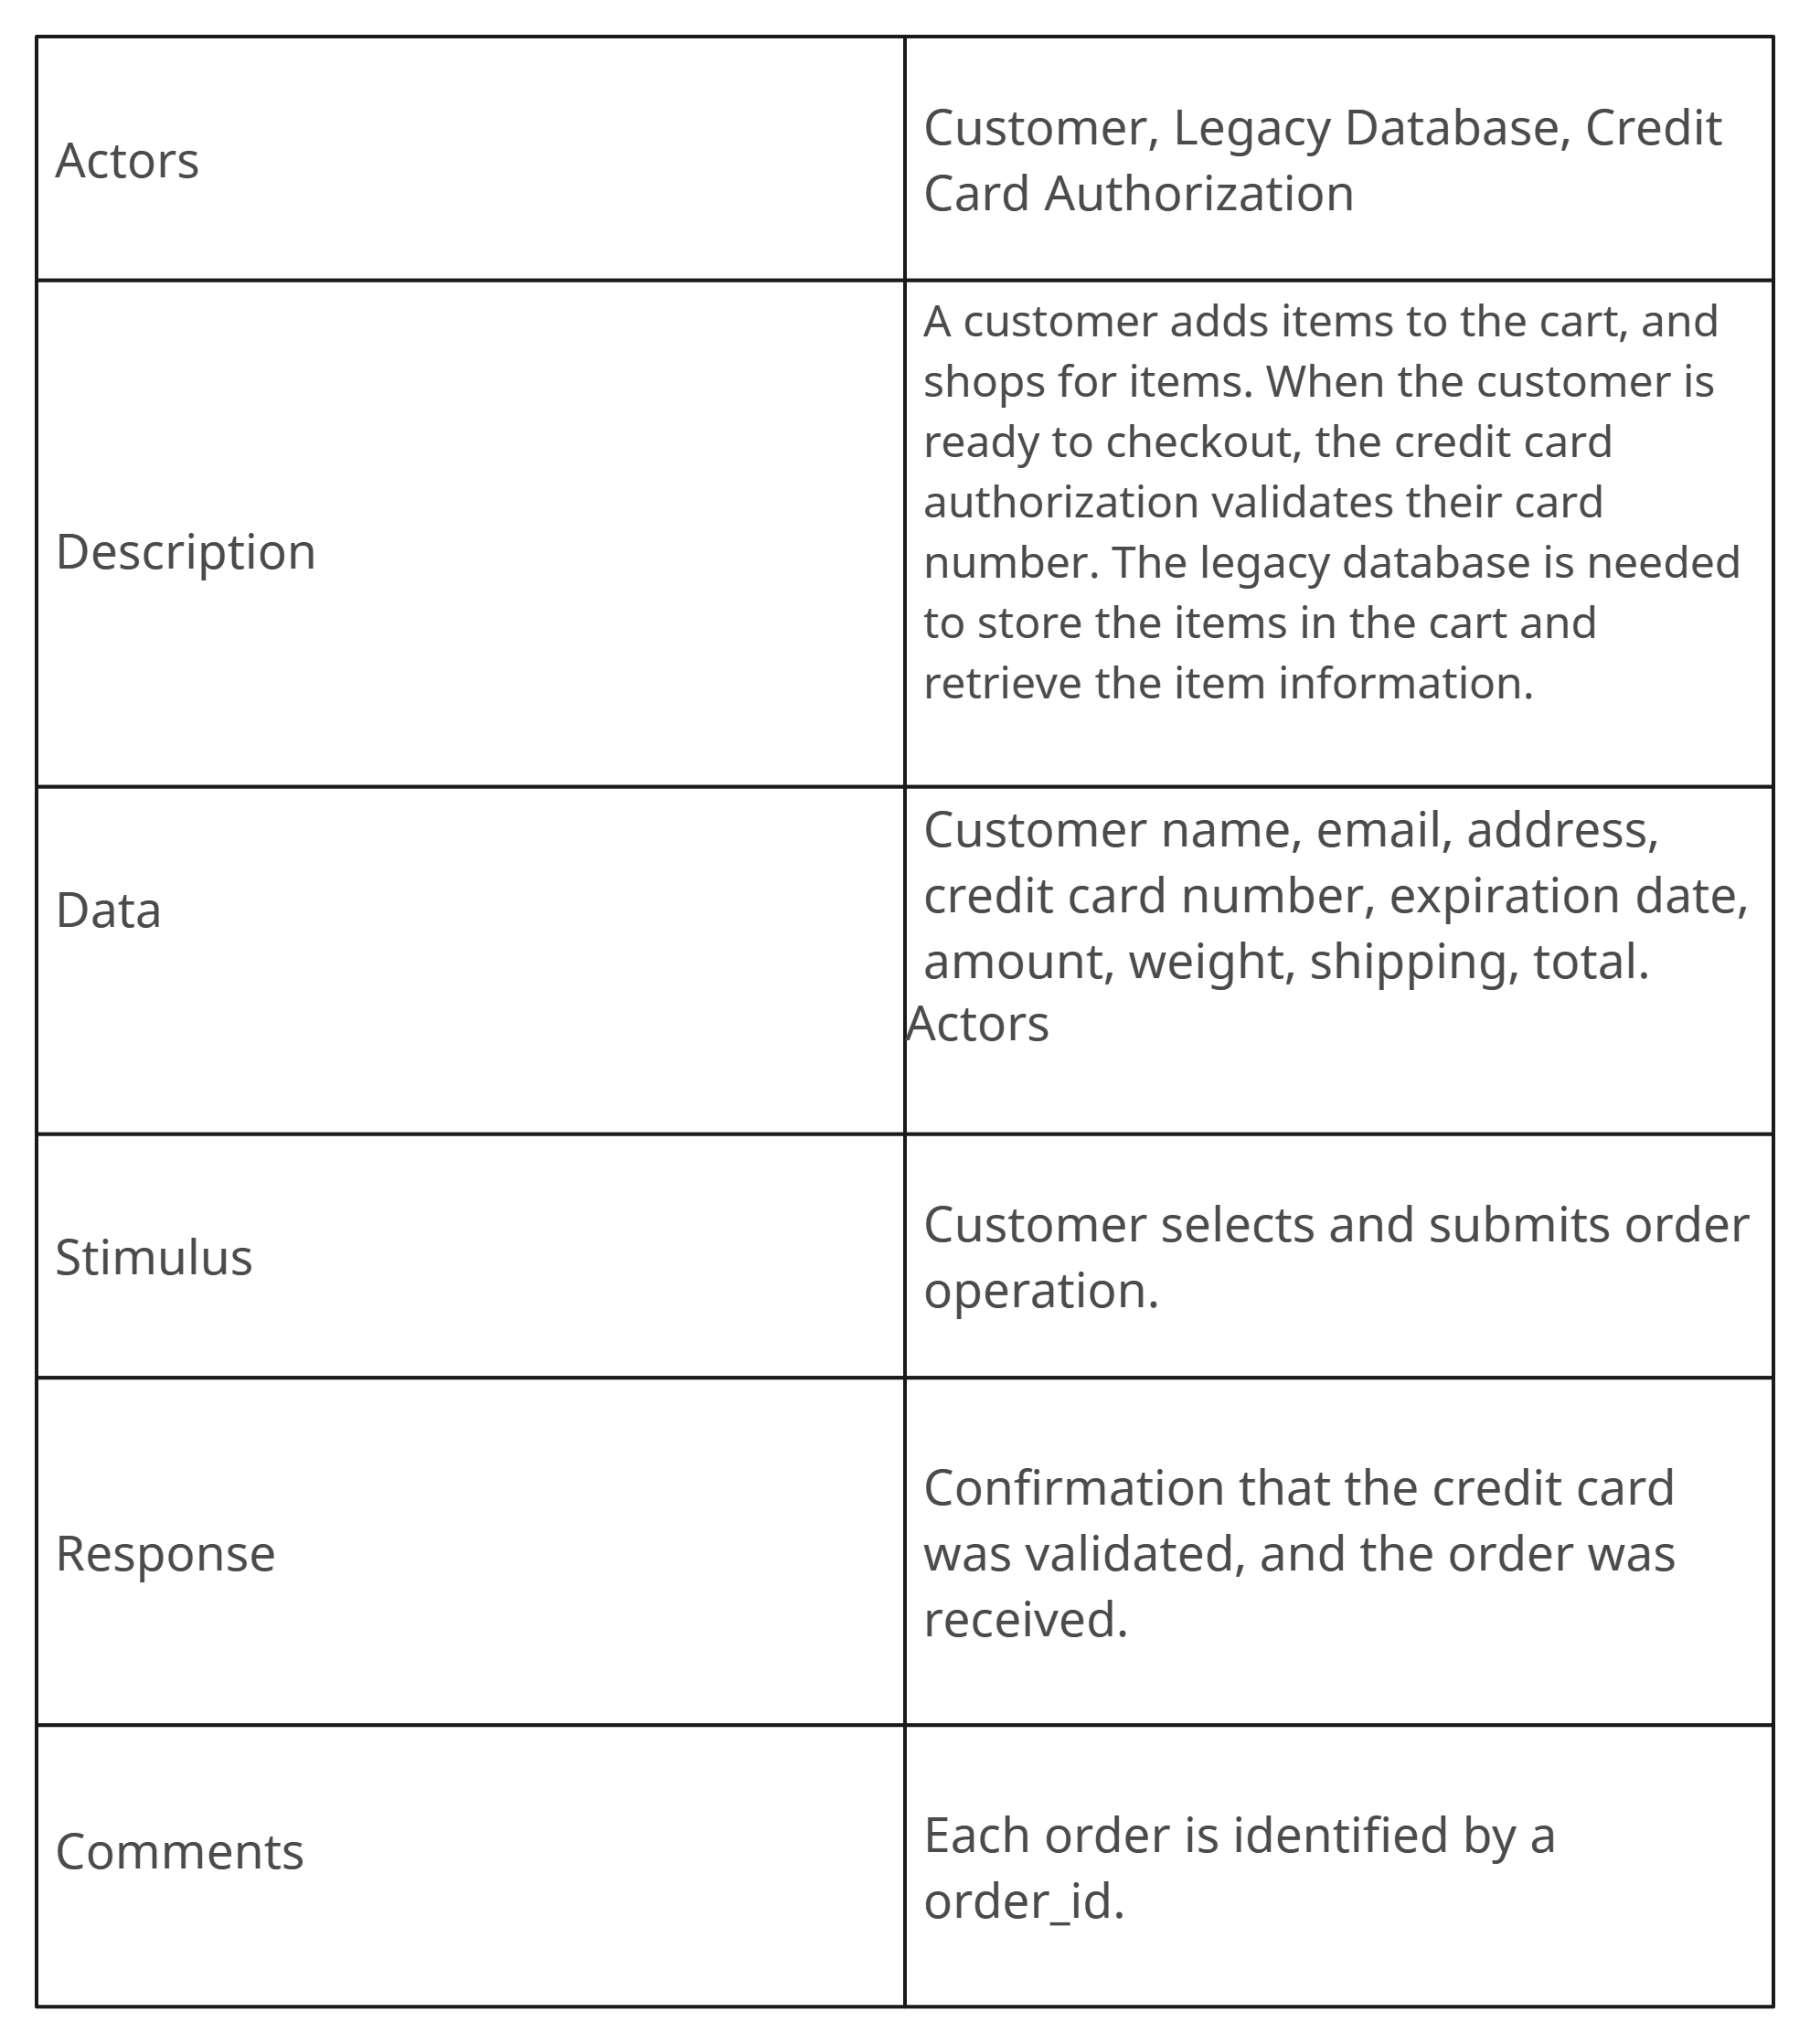 Actors
Customer, Legacy Database, Credit
Card Authorization
Description
A customer adds items to the cart, and
shops for items. When the customer is
ready to checkout, the credit card
authorization validates their card
number. The legacy database is needed
to store the items in the cart and
retrieve the item information.
Data
Customer name, email, address,
credit card number, expiration date,
amount, weight, shipping, total.
Actors
Stimulus
Customer selects and submits order
operation.
Response
Confirmation that the credit card
was validated, and the order was
received.
Comments
Each order is identified by a
order_id.